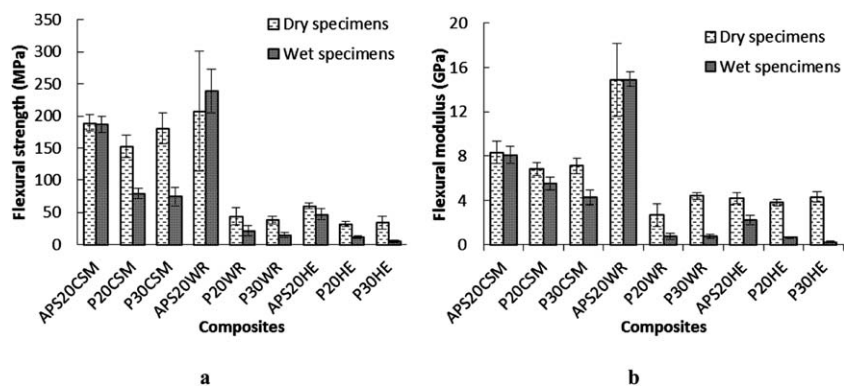 350
300
250
200
150
100
50
0
Flexural strength (MPa)
Dry specimens
Wet specimens
APS20CSM
P20CSM
P30CSM
APS20WR
P20WR
P30WR
APS20HE
P20HE
P30HE
Composites
a
20
16
12
8
4
0
Flexural modulus (GPa)
Dry specimens
Wet spencimens
APS20CSM
P20CSM
P30CSM
APS20WR
P20WR
P30WR
APS20HE
P20HE
P30HE
Composites
b